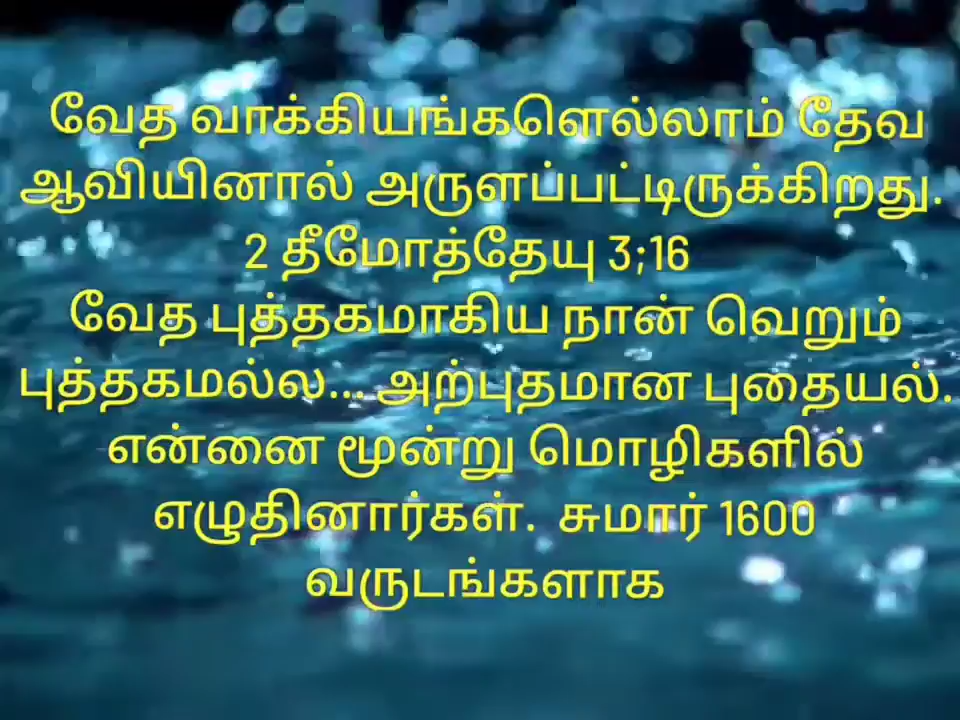 வேத வாக்கியங்களெல்லாம் தேவ
ஆவியினால் அருளப்பட்டிருக்கிறது.
2 தீமோத்தேயு 3;16
வேத புத்தகமாகிய நான் வெறும்
புத்தகமல்ல... அற்புதமான புதையல்.
என்னை மூன்று மொழிகளில்
எழுதினார்கள். சுமார் 1600
வருடங்களாக